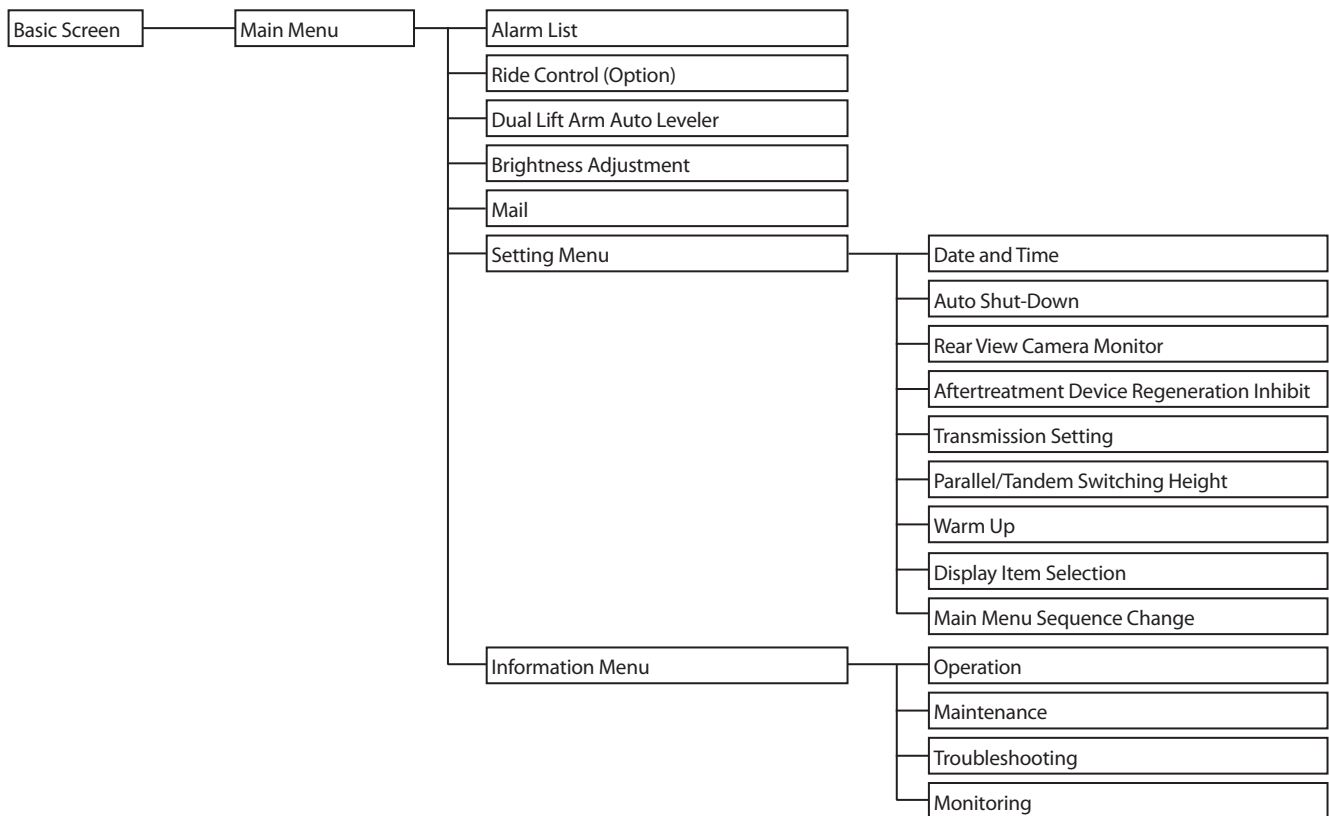 Basic Screen
Main Menu
Alarm List
Ride Control (Option)
Dual Lift Arm Auto Leveler
Brightness Adjustment
Mail
Setting Menu
Date and Time
Auto Shut-Down
Rear View Camera Monitor
Aftertreatment Device Regeneration Inhibit
Transmission Setting
Parallel/Tandem Switching Height
Warm Up
Display Item Selection
Main Menu Sequence Change
Information Menu
Operation
Maintenance
Troubleshooting
Monitoring